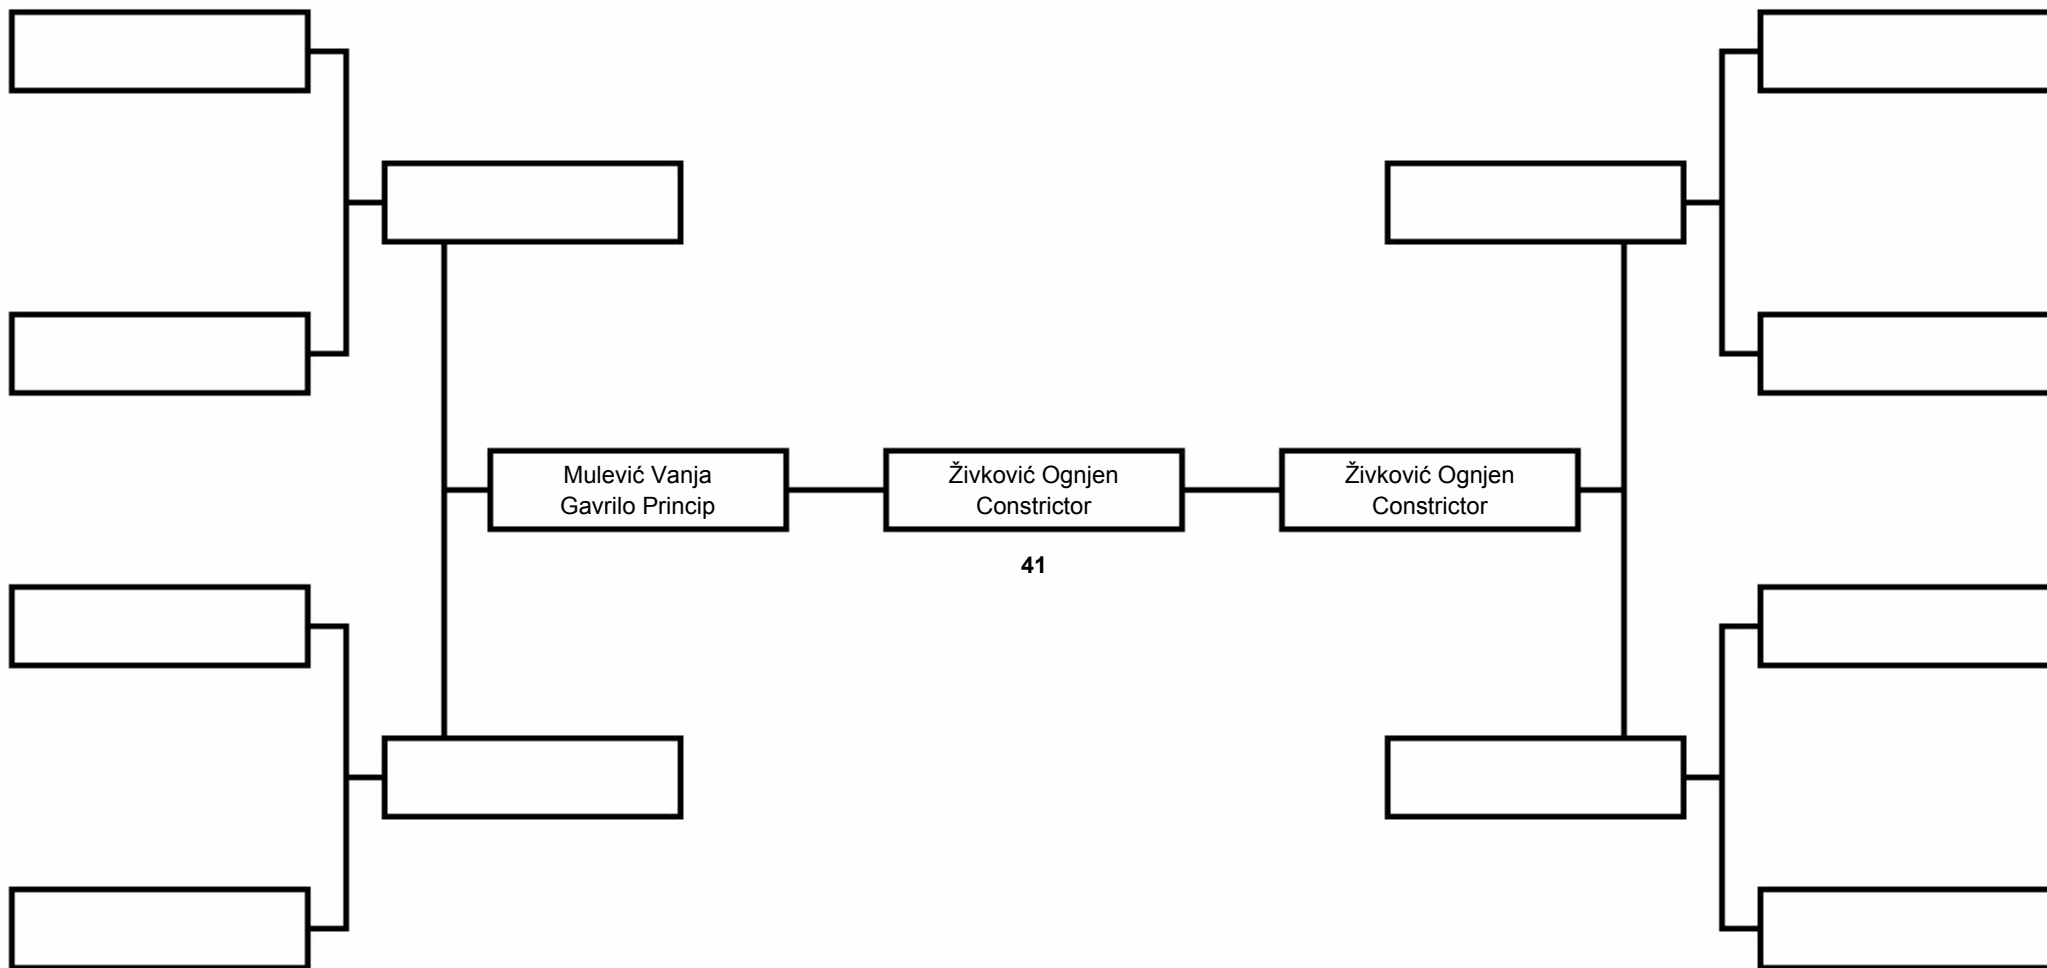 Mulević Vanja
Gavrilo Princip
Živković Ognjen
Constrictor
Živković Ognjen
Constrictor
41